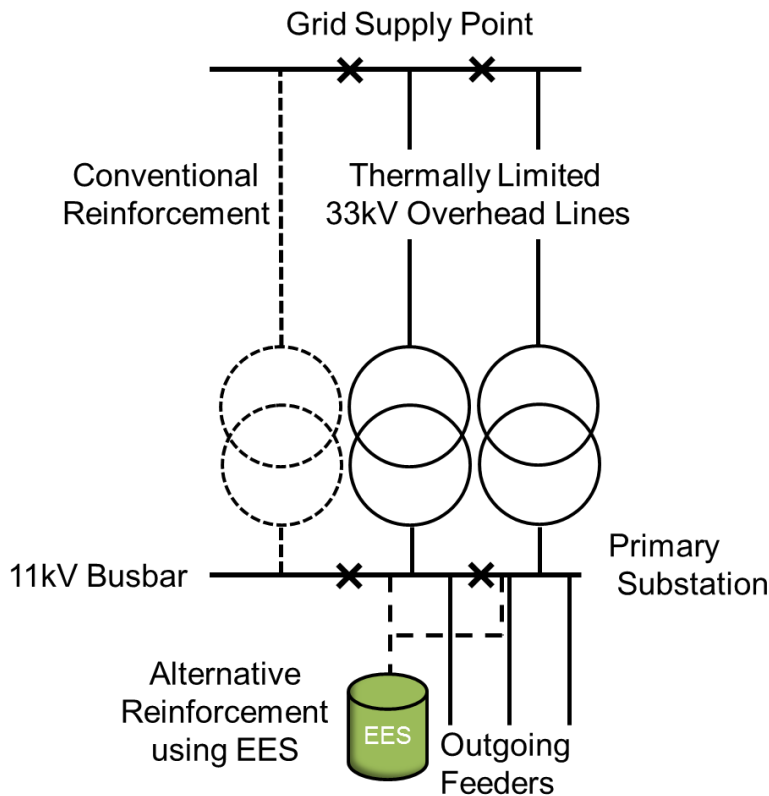 Grid Supply Point
Conventional
Reinforcement
Thermally Limited
33kV Overhead Lines
11kV Busbar
Primary
Substation
Alternative
Reinforcement
using EES
EES
Outgoing
Feeders